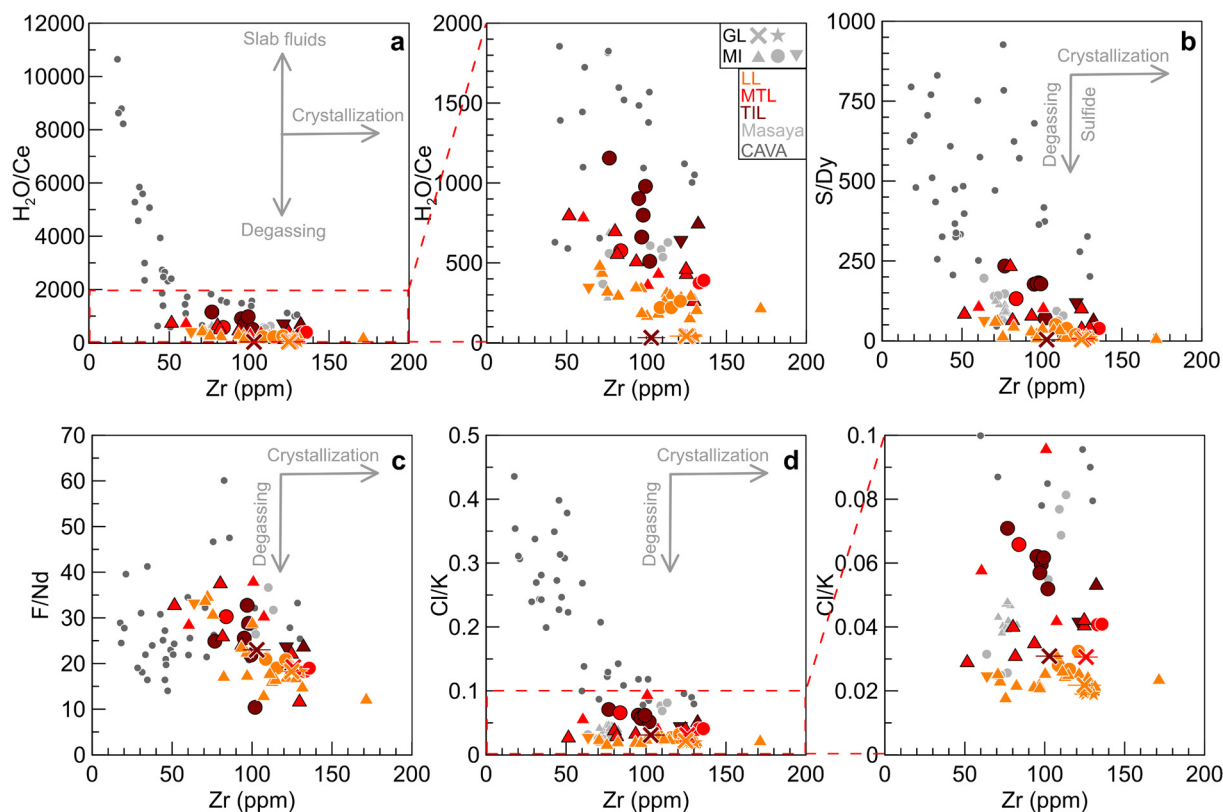 a
H2O/Ce
12000
10000
8000
6000
4000
2000
0
Slab fluids
Crystallization
Degassing
0 50 100 150 200
Zr (ppm)
H2O/Ce
2000
1500
1000
500
0
GL
MI
LL
MTL
TIL
Masaya
CAVA
0 50 100 150 200
Zr (ppm)
b
S/Dy
1000
750
500
250
0
Crystallization
Degassing
Sulfide
0 50 100 150 200
Zr (ppm)
c
F/Nd
70
60
50
40
30
20
10
0
Crystallization
Degassing
0 50 100 150 200
Zr (ppm)
d
Cl/K
0.5
0.4
0.3
0.2
0.1
0
Crystallization
Degassing
0 50 100 150 200
Zr (ppm)
Cl/K
0.1
0.08
0.06
0.04
0.02
0
0 50 100 150 200
Zr (ppm)